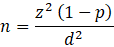 n = z² (1 − p) / d²